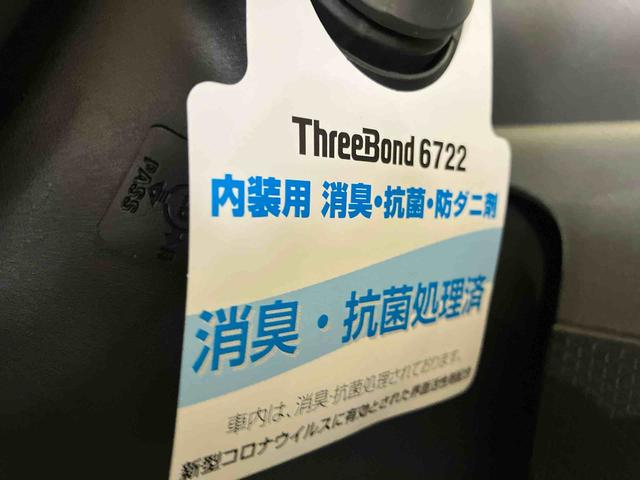 ThreeBond 6722
内装用 消臭・抗菌・防ダニ剤
消臭・抗菌処理済
車内は、消臭・抗菌処理されております。
新型コロナウイルスに有効とされた界面活性剤配合
PASS